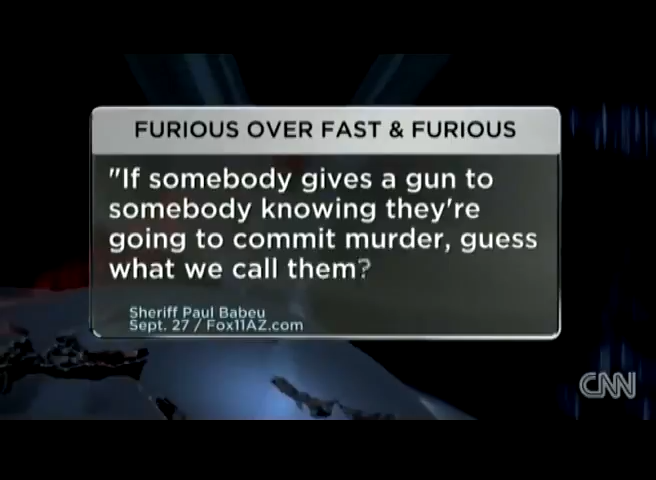 FURIOUS OVER FAST & FURIOUS
"If somebody gives a gun to
somebody knowing they're
going to commit murder, guess
what we call them?
Sheriff Paul Babeu
Sept. 27 / Fox11AZ.com
CNN